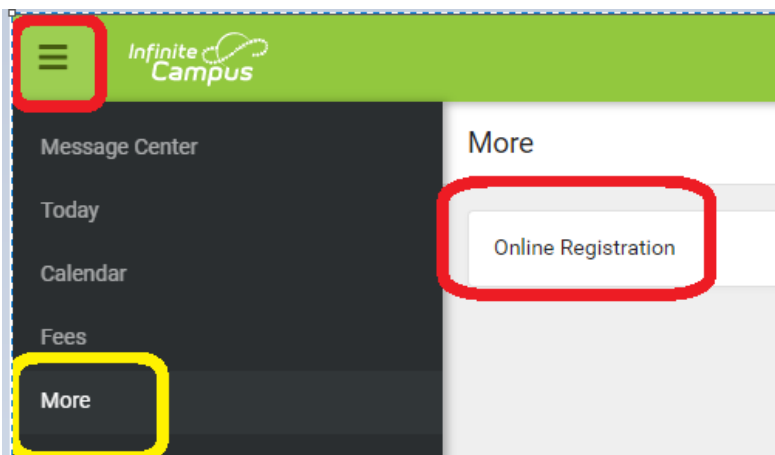 Infinite
Campus
Message Center
More
Today
Online Registration
Calendar
Fees
More